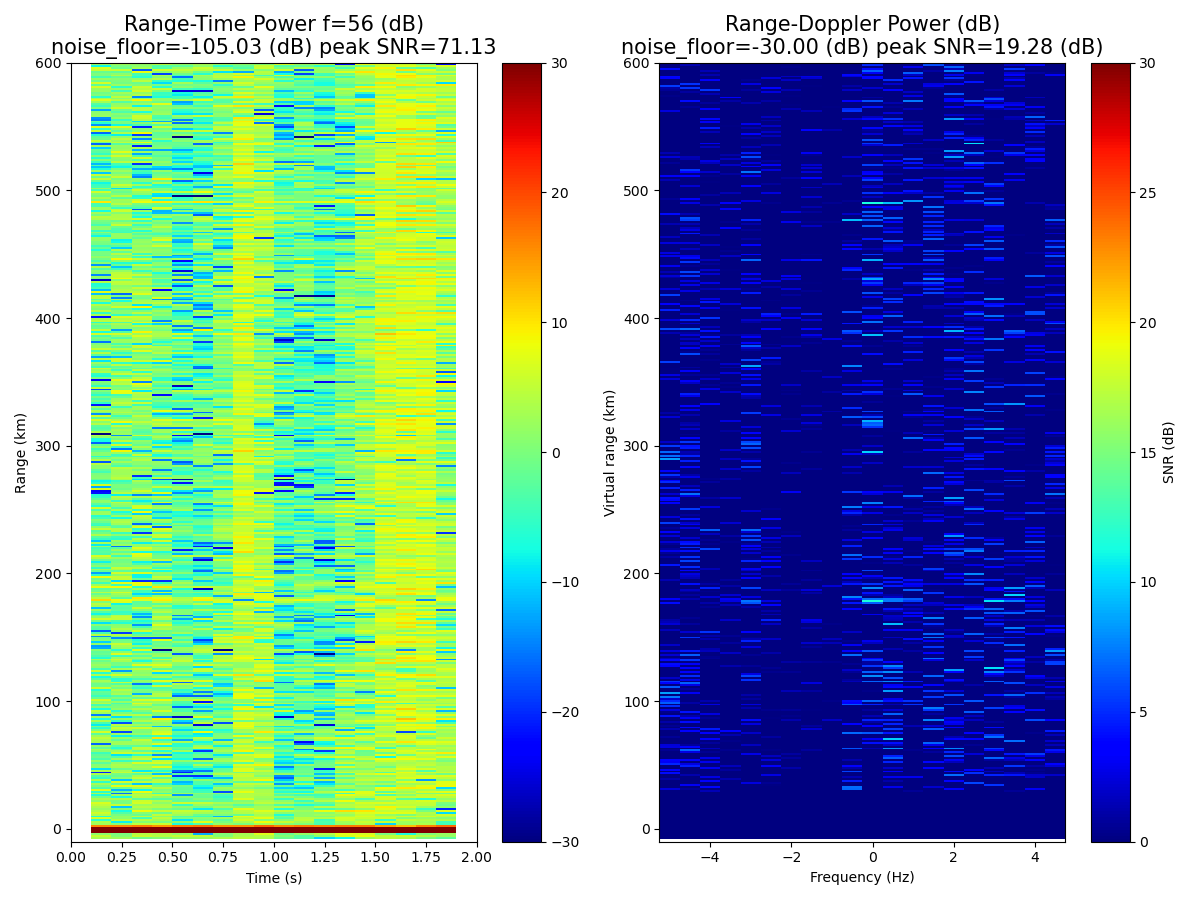 Range-Time Power f=56 (dB)
noise_floor=-105.03 (dB) peak SNR=71.13
Range-Doppler Power (dB)
noise_floor=-30.00 (dB) peak SNR=19.28 (dB)
600
500
400
300
200
100
0
Range (km)
0.00 0.25 0.50 0.75 1.00 1.25 1.50 1.75 2.00
Time (s)
30
20
10
0
−10
−20
−30
600
500
400
300
200
100
0
Virtual range (km)
−4 −2 0 2 4
Frequency (Hz)
30
25
20
15
10
5
0
SNR (dB)